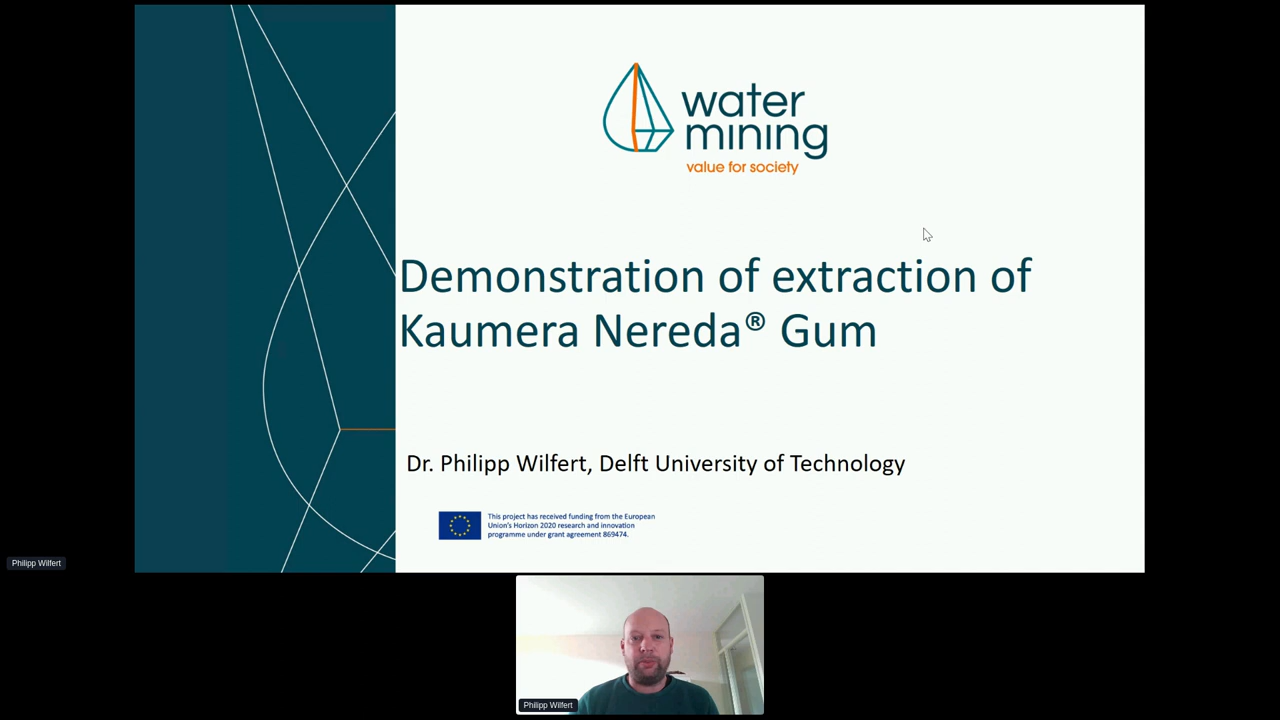 water
mining
value for society
Demonstration of extraction of
Kaumera Nereda® Gum
Dr. Philipp Wilfert, Delft University of Technology
This project has received funding from the European
Union's Horizon 2020 research and innovation
programme under grant agreement 869474.
Philipp Wilfert
Philipp Wilfert